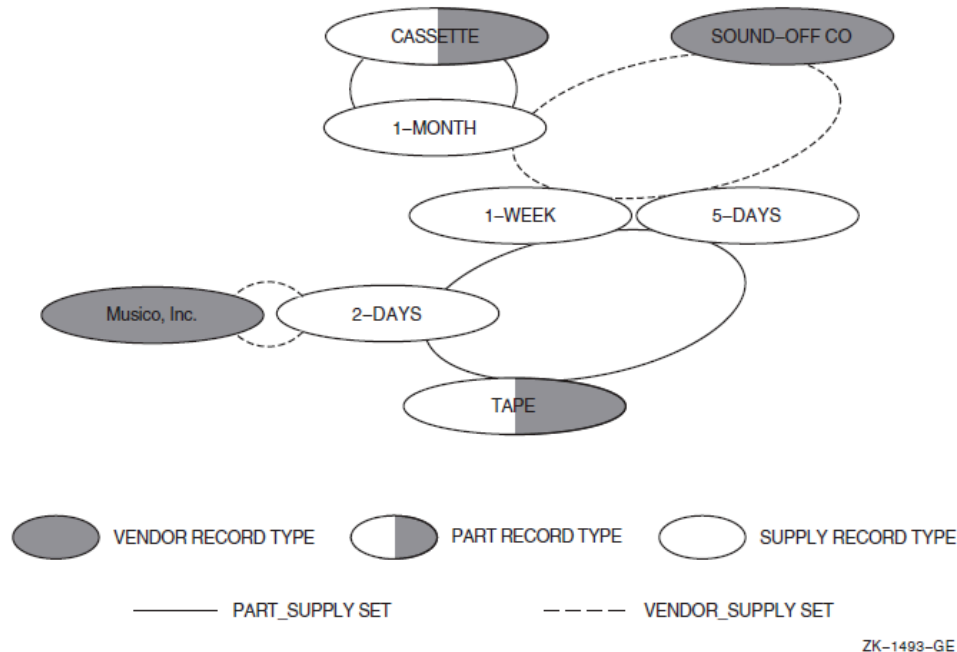 CASSETTE
SOUND–OFF CO
1–MONTH
1–WEEK
5–DAYS
Musico, Inc.
2–DAYS
TAPE
VENDOR RECORD TYPE
PART RECORD TYPE
SUPPLY RECORD TYPE
PART_SUPPLY SET
VENDOR_SUPPLY SET
ZK–1493–GE